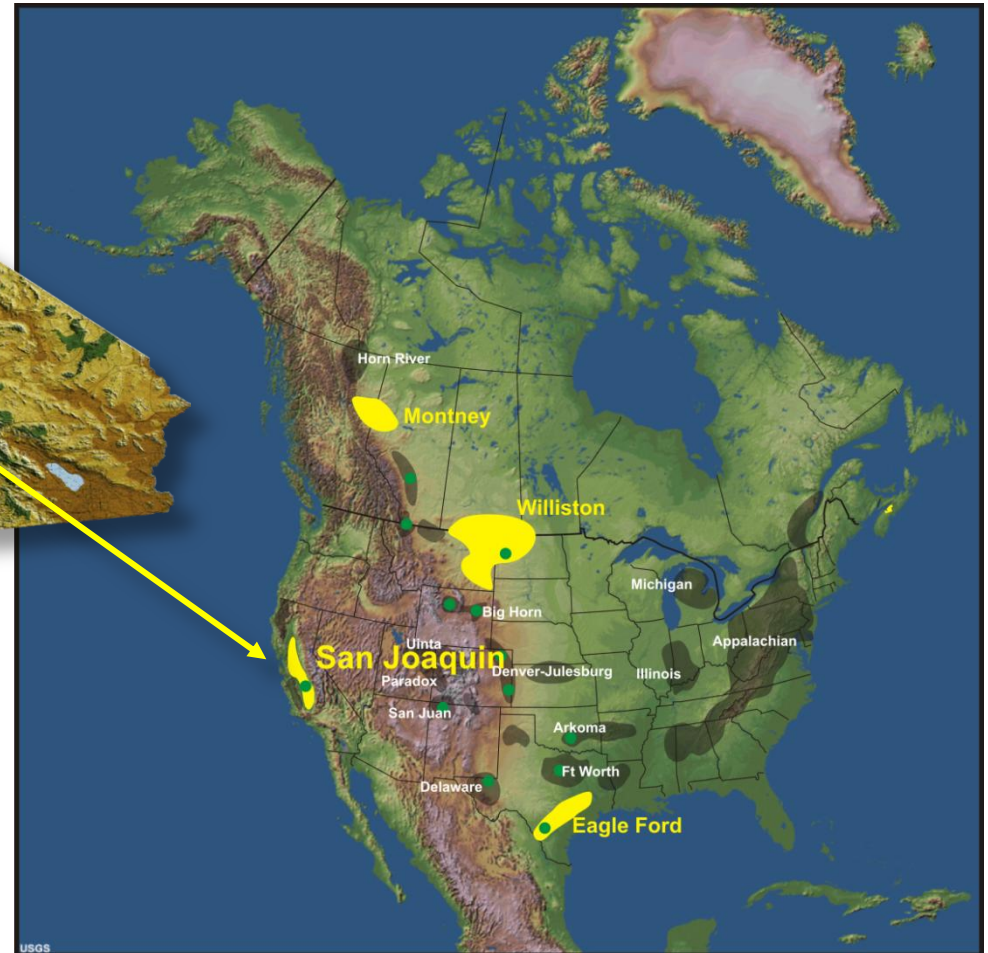 Horn River
Montney
Williston
Michigan
Big Horn
Appalachian
Uinta
San Joaquin
Denver-Julesburg
Illinois
Paradox
San Juan
Arkoma
Ft Worth
Delaware
Eagle Ford
USGS